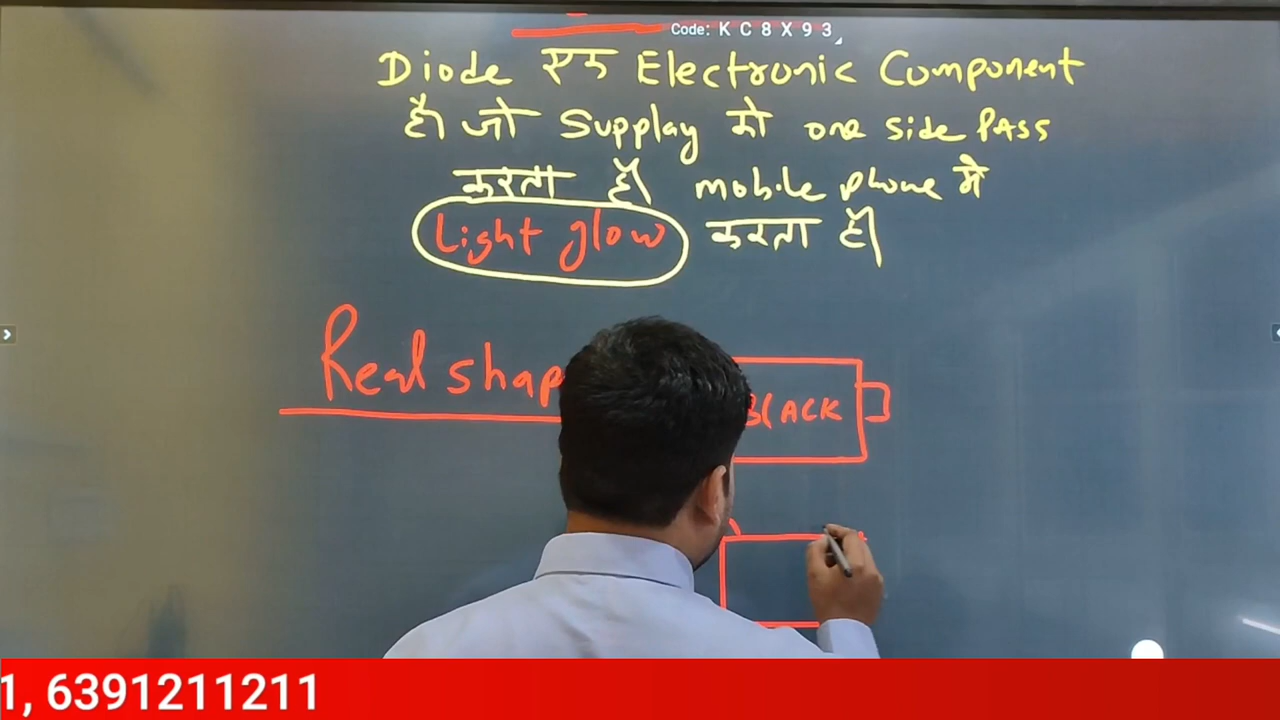 Code: K C 8 X 9 3
Diode एक Electronic Component
है। जो Supplay को one side PASS
करता है। mobile phone में
Light glow करता है।
Real shap
BLACK
1, 6391211211